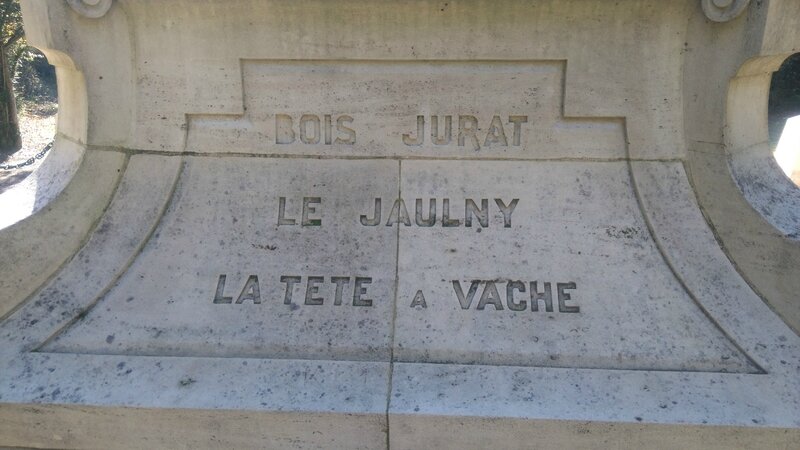 BOIS JURAT
LE JAULNY
LA TETE A VACHE